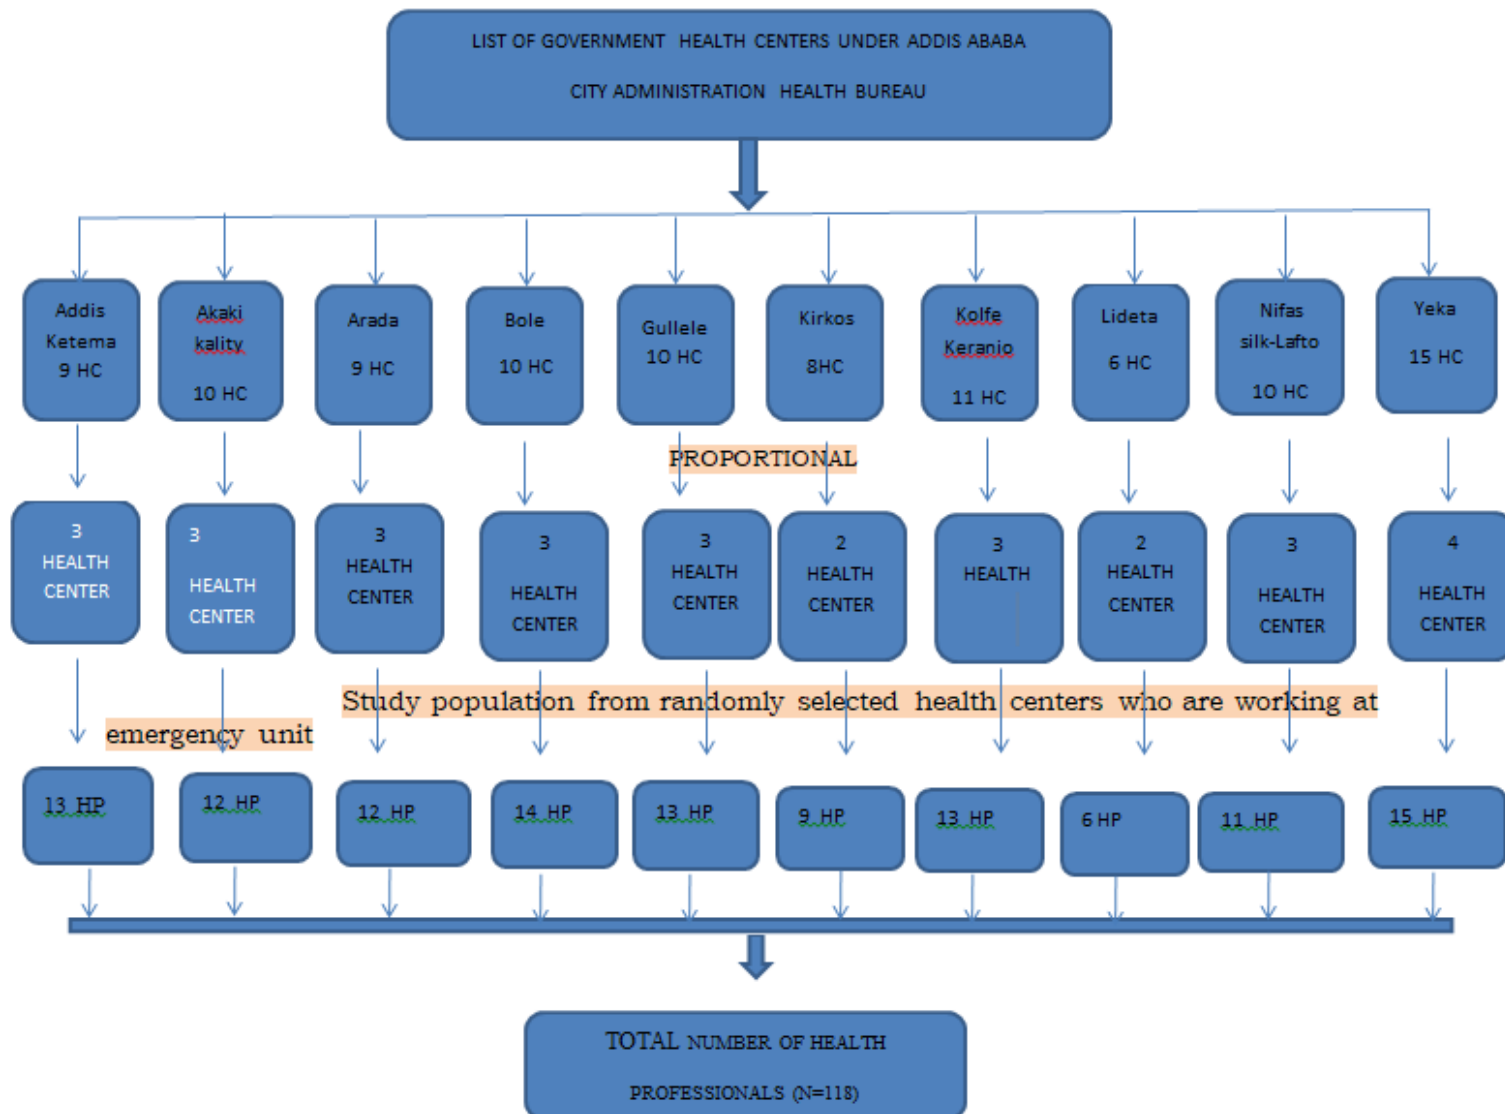 LIST OF GOVERNMENT HEALTH CENTERS UNDER ADDIS ABABA
CITY ADMINISTRATION HEALTH BUREAU
Addis
Ketema
9 HC
Akaki
kality
10 HC
Arada
9 HC
Bole
10 HC
Gullele
10 HC
Kirkos
8HC
Kolfe
Keranio
11 HC
Lideta
6 HC
Nifas
silk-Lafto
10 HC
Yeka
15 HC
PROPORTIONAL
3
HEALTH
CENTER
3
HEALTH
CENTER
3
HEALTH
CENTER
3
HEALTH
CENTER
3
HEALTH
CENTER
2
HEALTH
CENTER
3
HEALTH
2
HEALTH
CENTER
3
HEALTH
CENTER
4
HEALTH
CENTER
Study population from randomly selected health centers who are working at
emergency unit
13 HP
12 HP
12 HP
14 HP
13 HP
9 HP
13 HP
6 HP
11 HP
15 HP
TOTAL NUMBER OF HEALTH
PROFESSIONALS (N=118)